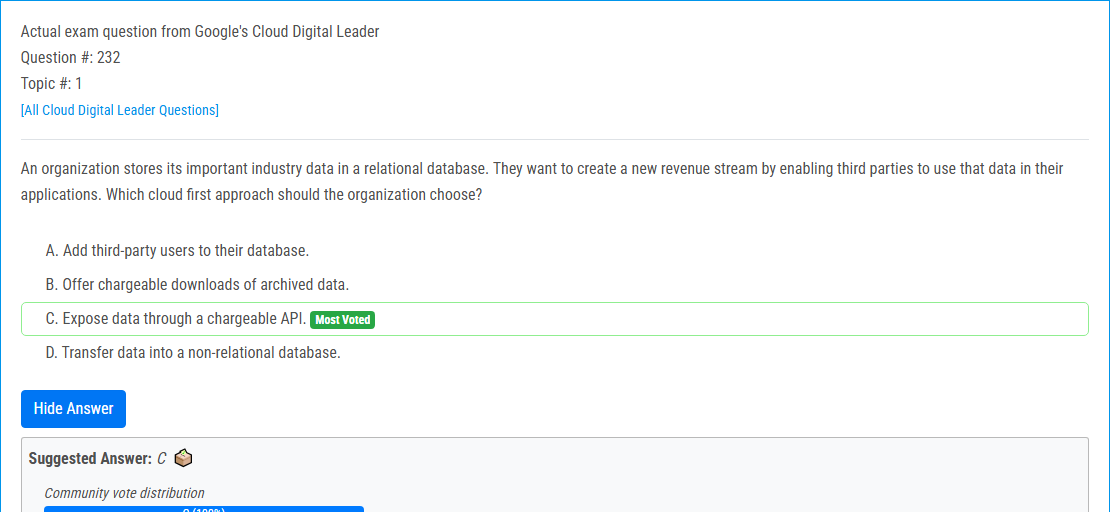 Actual exam question from Google's Cloud Digital Leader
Question #: 232
Topic #: 1
[All Cloud Digital Leader Questions]
An organization stores its important industry data in a relational database. They want to create a new revenue stream by enabling third parties to use that data in their
applications. Which cloud first approach should the organization choose?
A. Add third-party users to their database.
B. Offer chargeable downloads of archived data.
C. Expose data through a chargeable API. Most Voted
D. Transfer data into a non-relational database.
Hide Answer
Suggested Answer: C
Community vote distribution